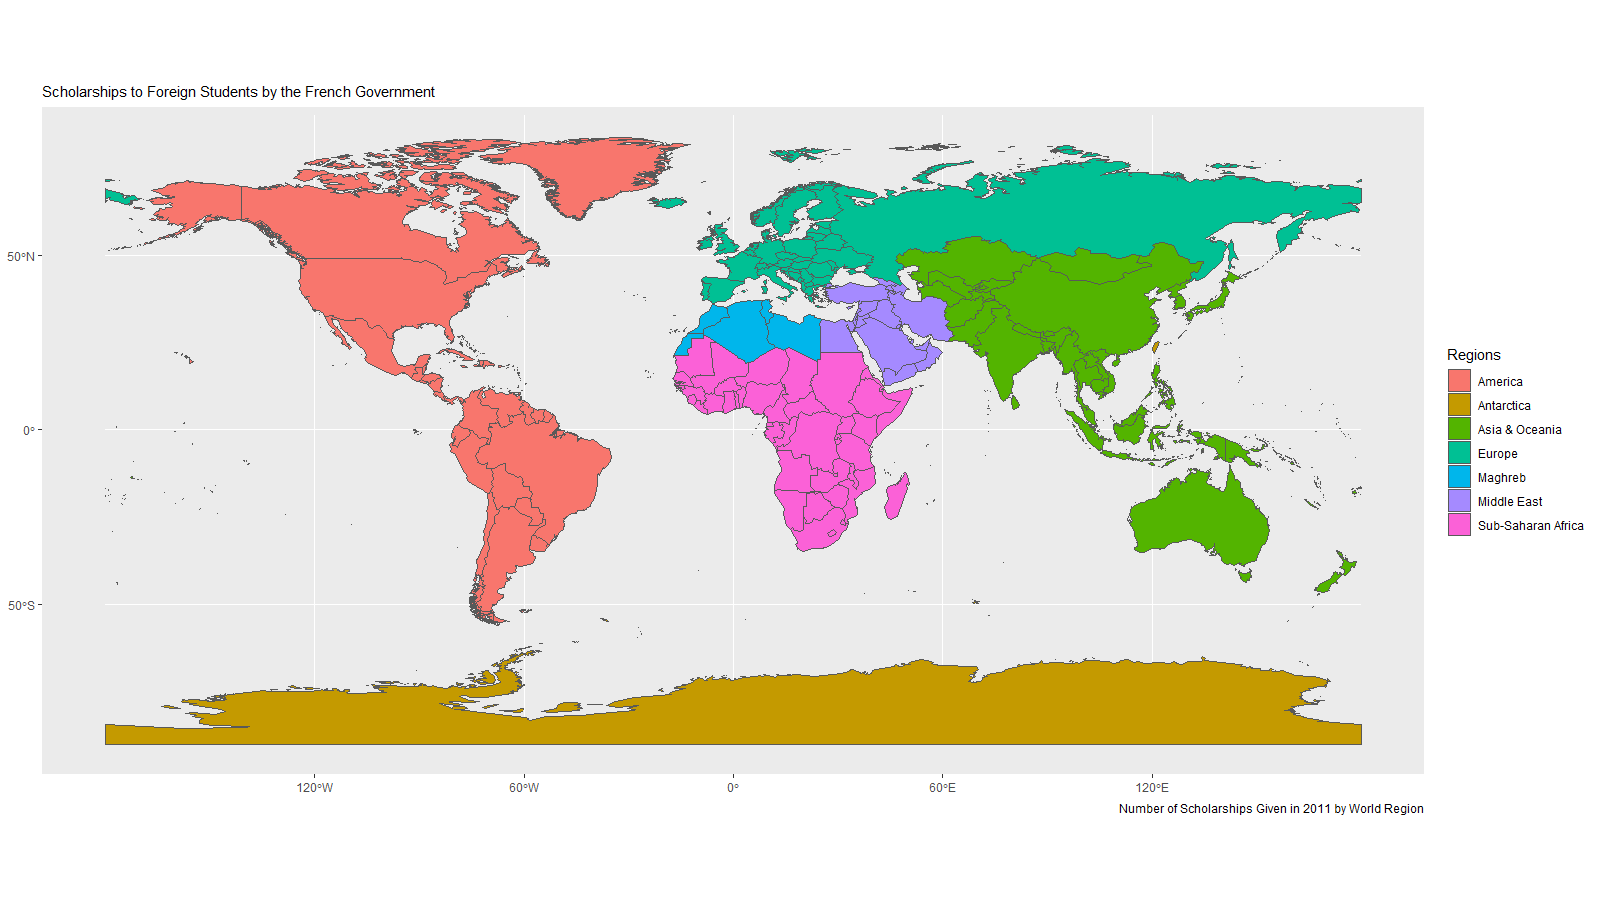 Scholarships to Foreign Students by the French Government
50°N
0°
50°S
120°W
60°W
0°
60°E
120°E
Number of Scholarships Given in 2011 by World Region
Regions
America
Antarctica
Asia & Oceania
Europe
Maghreb
Middle East
Sub-Saharan Africa